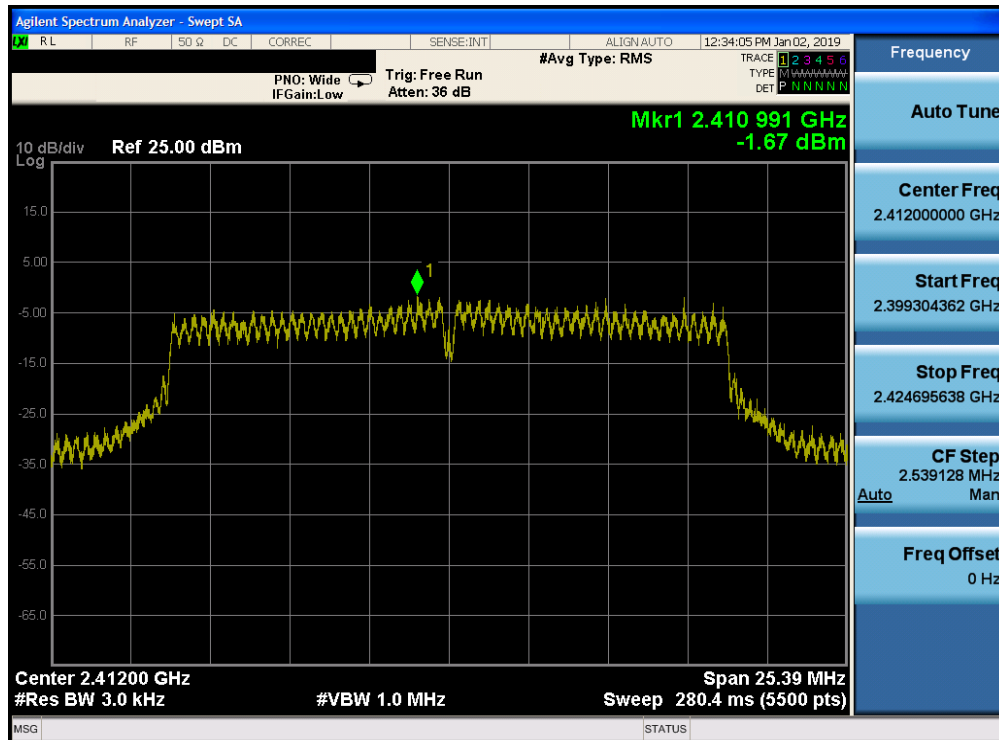 Agilent Spectrum Analyzer - Swept SA
LXI RL RF 50 Ω DC CORREC SENSE:INT ALIGN AUTO 12:34:05 PM Jan 02, 2019
#Avg Type: RMS TRACE 1 2 3 4 5 6
PNO: Wide Trig: Free Run TYPE M WWWWW
IFGain:Low Atten: 36 dB DET P N N N N N
Mkr1 2.410 991 GHz
-1.67 dBm
10 dB/div Ref 25.00 dBm
Log
15.0
5.00
1
-5.00
-15.0
-25.0
-35.0
-45.0
-55.0
-65.0
Center 2.41200 GHz Span 25.39 MHz
#Res BW 3.0 kHz #VBW 1.0 MHz Sweep 280.4 ms (5500 pts)
MSG STATUS
Frequency
Auto Tune
Center Freq
2.412000000 GHz
Start Freq
2.399304362 GHz
Stop Freq
2.424695638 GHz
CF Step
2.539128 MHz
Auto Man
Freq Offset
0 Hz